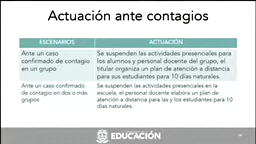 Actuación ante contagios
ESCENARIOS
ACTUACIÓN
Ante un caso
confirmado de contagio
en un grupo
Se suspenden las actividades presenciales para
los alumnos y personal docente del grupo, el
titular organiza un plan de atención a distancia
para sus estudiantes para 10 días naturales.
Ante un caso confirmado
de contagio en dos o más
grupos
Se suspenden las actividades presenciales en la
escuela, el personal docente elabora un plan de
atención a distancia para las y los estudiantes para 10
días naturales.
EDUCACIÓN